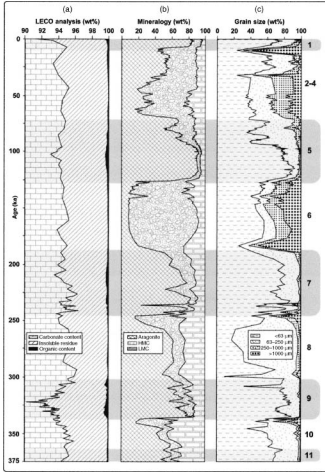 (a) (b) (c)
LECO analysis (wt%) Mineralogy (wt%) Grain size (wt%)
90 92 94 96 98 100 0 20 40 60 80 100 0 20 40 60 80 100
0
50
100
150
200
250
300
350
375
Age (ka)
1
2-4
5
6
7
8
9
10
11
Carbonate content
Insoluble residue
Organic content
Aragonite
HMC
LMC
<63 μm
63-250 μm
250-1000 μm
>1000 μm